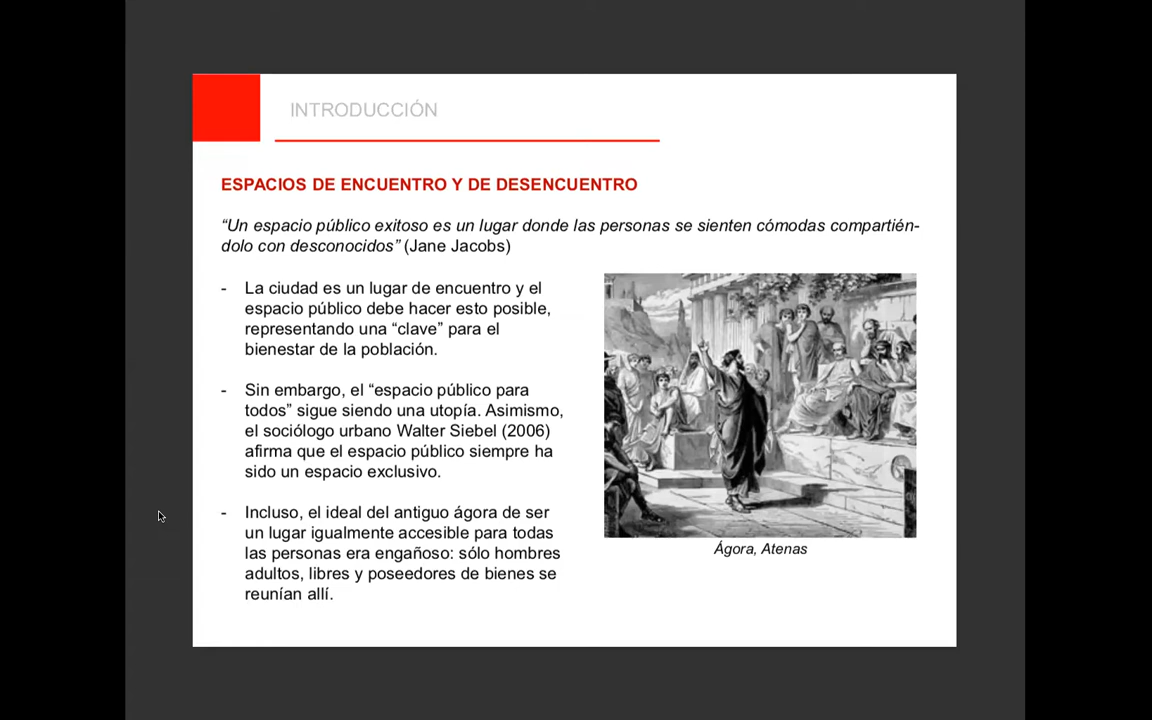 INTRODUCCIÓN
ESPACIOS DE ENCUENTRO Y DE DESENCUENTRO
“Un espacio público exitoso es un lugar donde las personas se sienten cómodas compartién-
dolo con desconocidos” (Jane Jacobs)
- La ciudad es un lugar de encuentro y el
espacio público debe hacer esto posible,
representando una “clave” para el
bienestar de la población.
- Sin embargo, el “espacio público para
todos” sigue siendo una utopía. Asimismo,
el sociólogo urbano Walter Siebel (2006)
afirma que el espacio público siempre ha
sido un espacio exclusivo.
- Incluso, el ideal del antiguo ágora de ser
un lugar igualmente accesible para todas
las personas era engañoso: sólo hombres
adultos, libres y poseedores de bienes se
reunían allí.
Ágora, Atenas